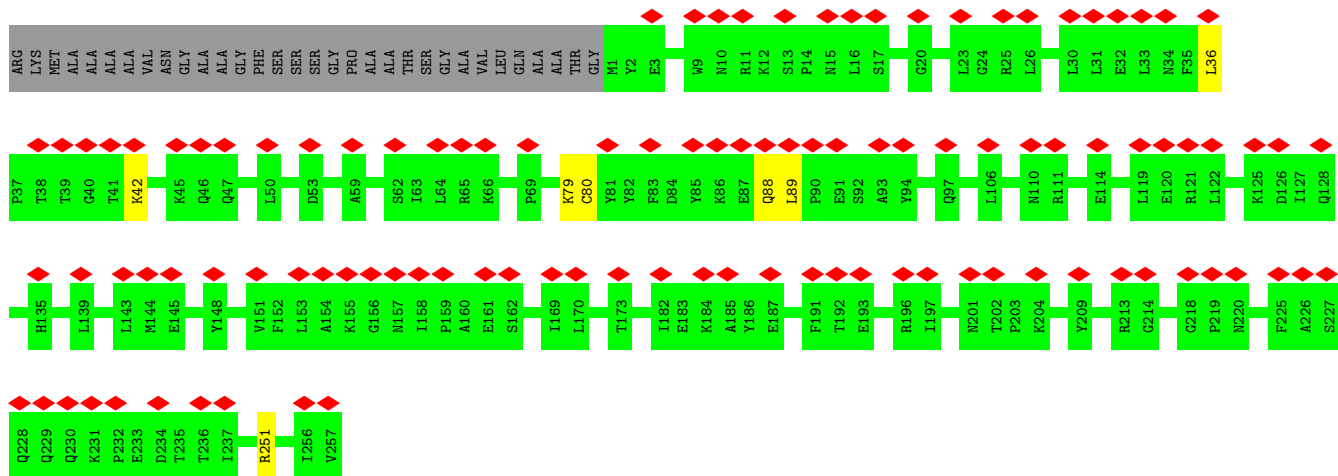 ARG LYS MET ALA ALA ALA ALA VAL ASN GLY ALA ALA GLY PHE SER SER SER GLY PRO ALA ALA THR SER GLY ALA VAL LEU GLN ALA ALA THR GLY M1 Y2 E3 W9 N10 R11 K12 S13 P14 N15 L16 S17 G20 L23 G24 R25 L26 L30 L31 E32 L33 N34 F35 L36
P37 T38 T39 G40 T41 K42 K45 Q46 Q47 L50 D53 A59 S62 I63 L64 R65 K66 P69 K79 C80 Y81 Y82 F83 D84 Y85 K86 E87 Q88 L89 P90 E91 S92 A93 Y94 Q97 L106 N110 R111 E114 L119 E120 R121 L122 K125 D126 I127 Q128
H135 L139 L143 M144 E145 Y148 V151 F152 L153 A154 K155 G156 N157 I158 P159 A160 E161 S162 I169 L170 T173 I182 E183 K184 A185 Y186 E187 F191 T192 E193 R196 I197 N201 T202 P203 K204 Y209 R213 G214 G218 P219 N220 F225 A226 S227
Q228 Q229 Q230 K231 P232 E233 D234 T235 T236 I237 R251 I256 V257